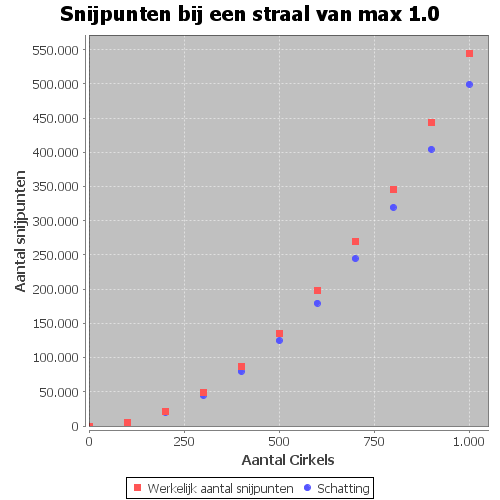 Snijpunten bij een straal van max 1.0
550.000
500.000
450.000
400.000
350.000
300.000
250.000
200.000
150.000
100.000
50.000
0
Aantal snijpunten
0 250 500 750 1.000
Aantal Cirkels
Werkelijk aantal snijpunten Schatting